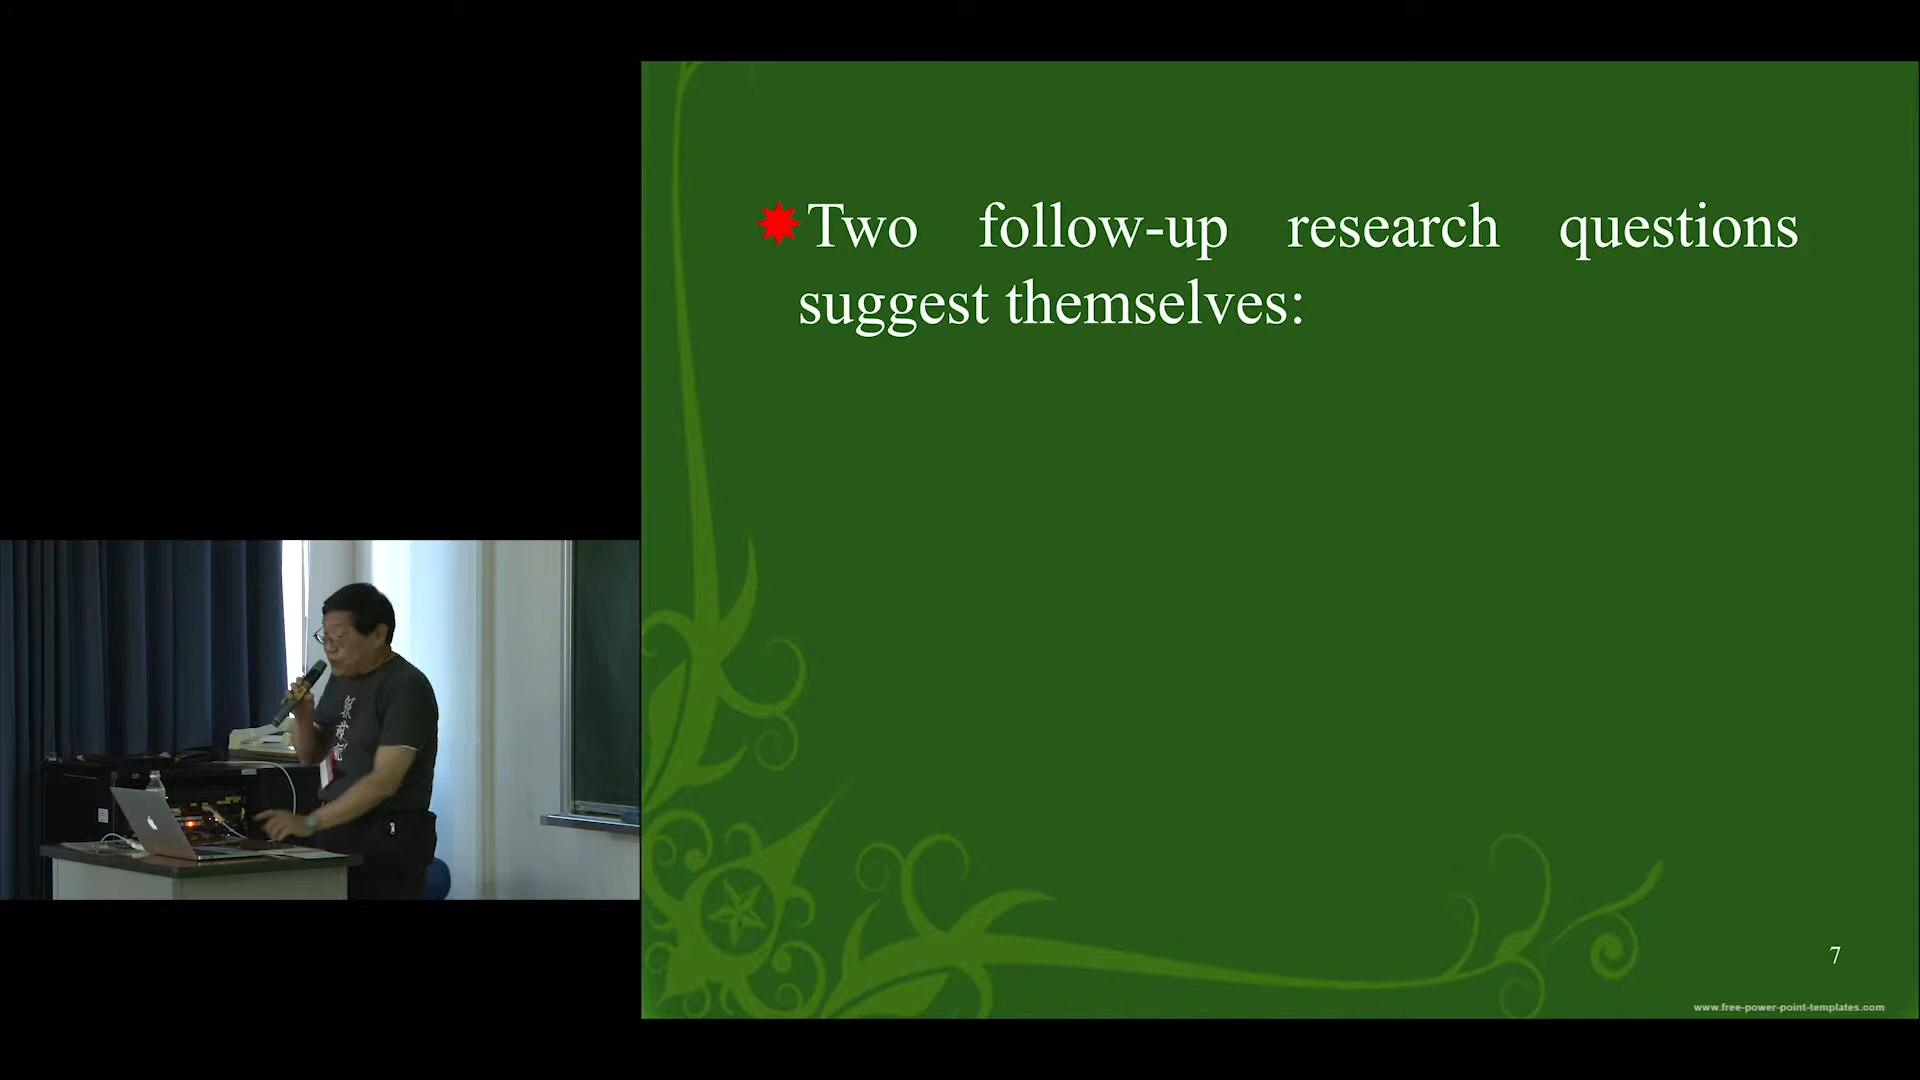 Two follow-up research questions
suggest themselves:
7
www.free-power-point-templates.com